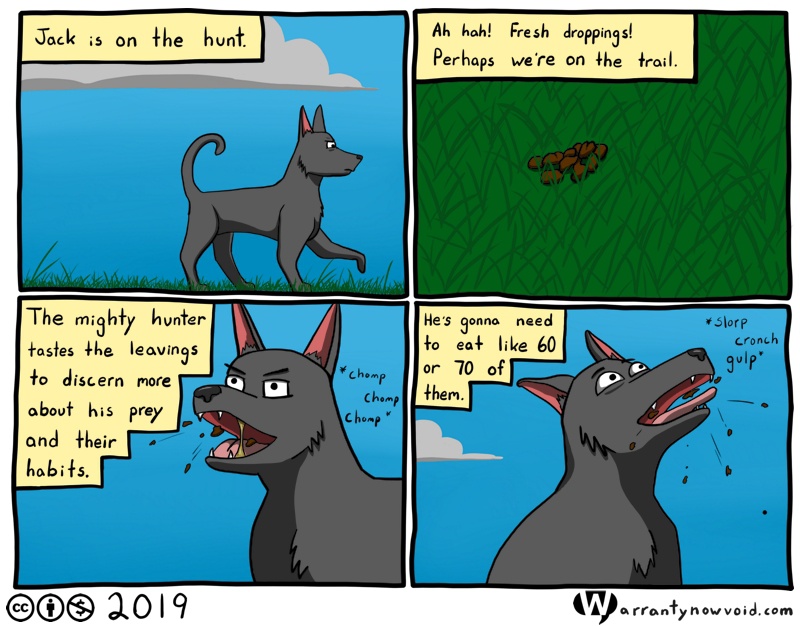 Jack is on the hunt.
Ah hah! Fresh droppings!
Perhaps we're on the trail.
The mighty hunter
tastes the leavings
to discern more
about his prey
and their
habits.
*chomp
chomp
chomp*
He's gonna need
to eat like 60
or 70 of
them.
*slorp
cronch
gulp*
cc $ 2019
Warrantynowvoid.com